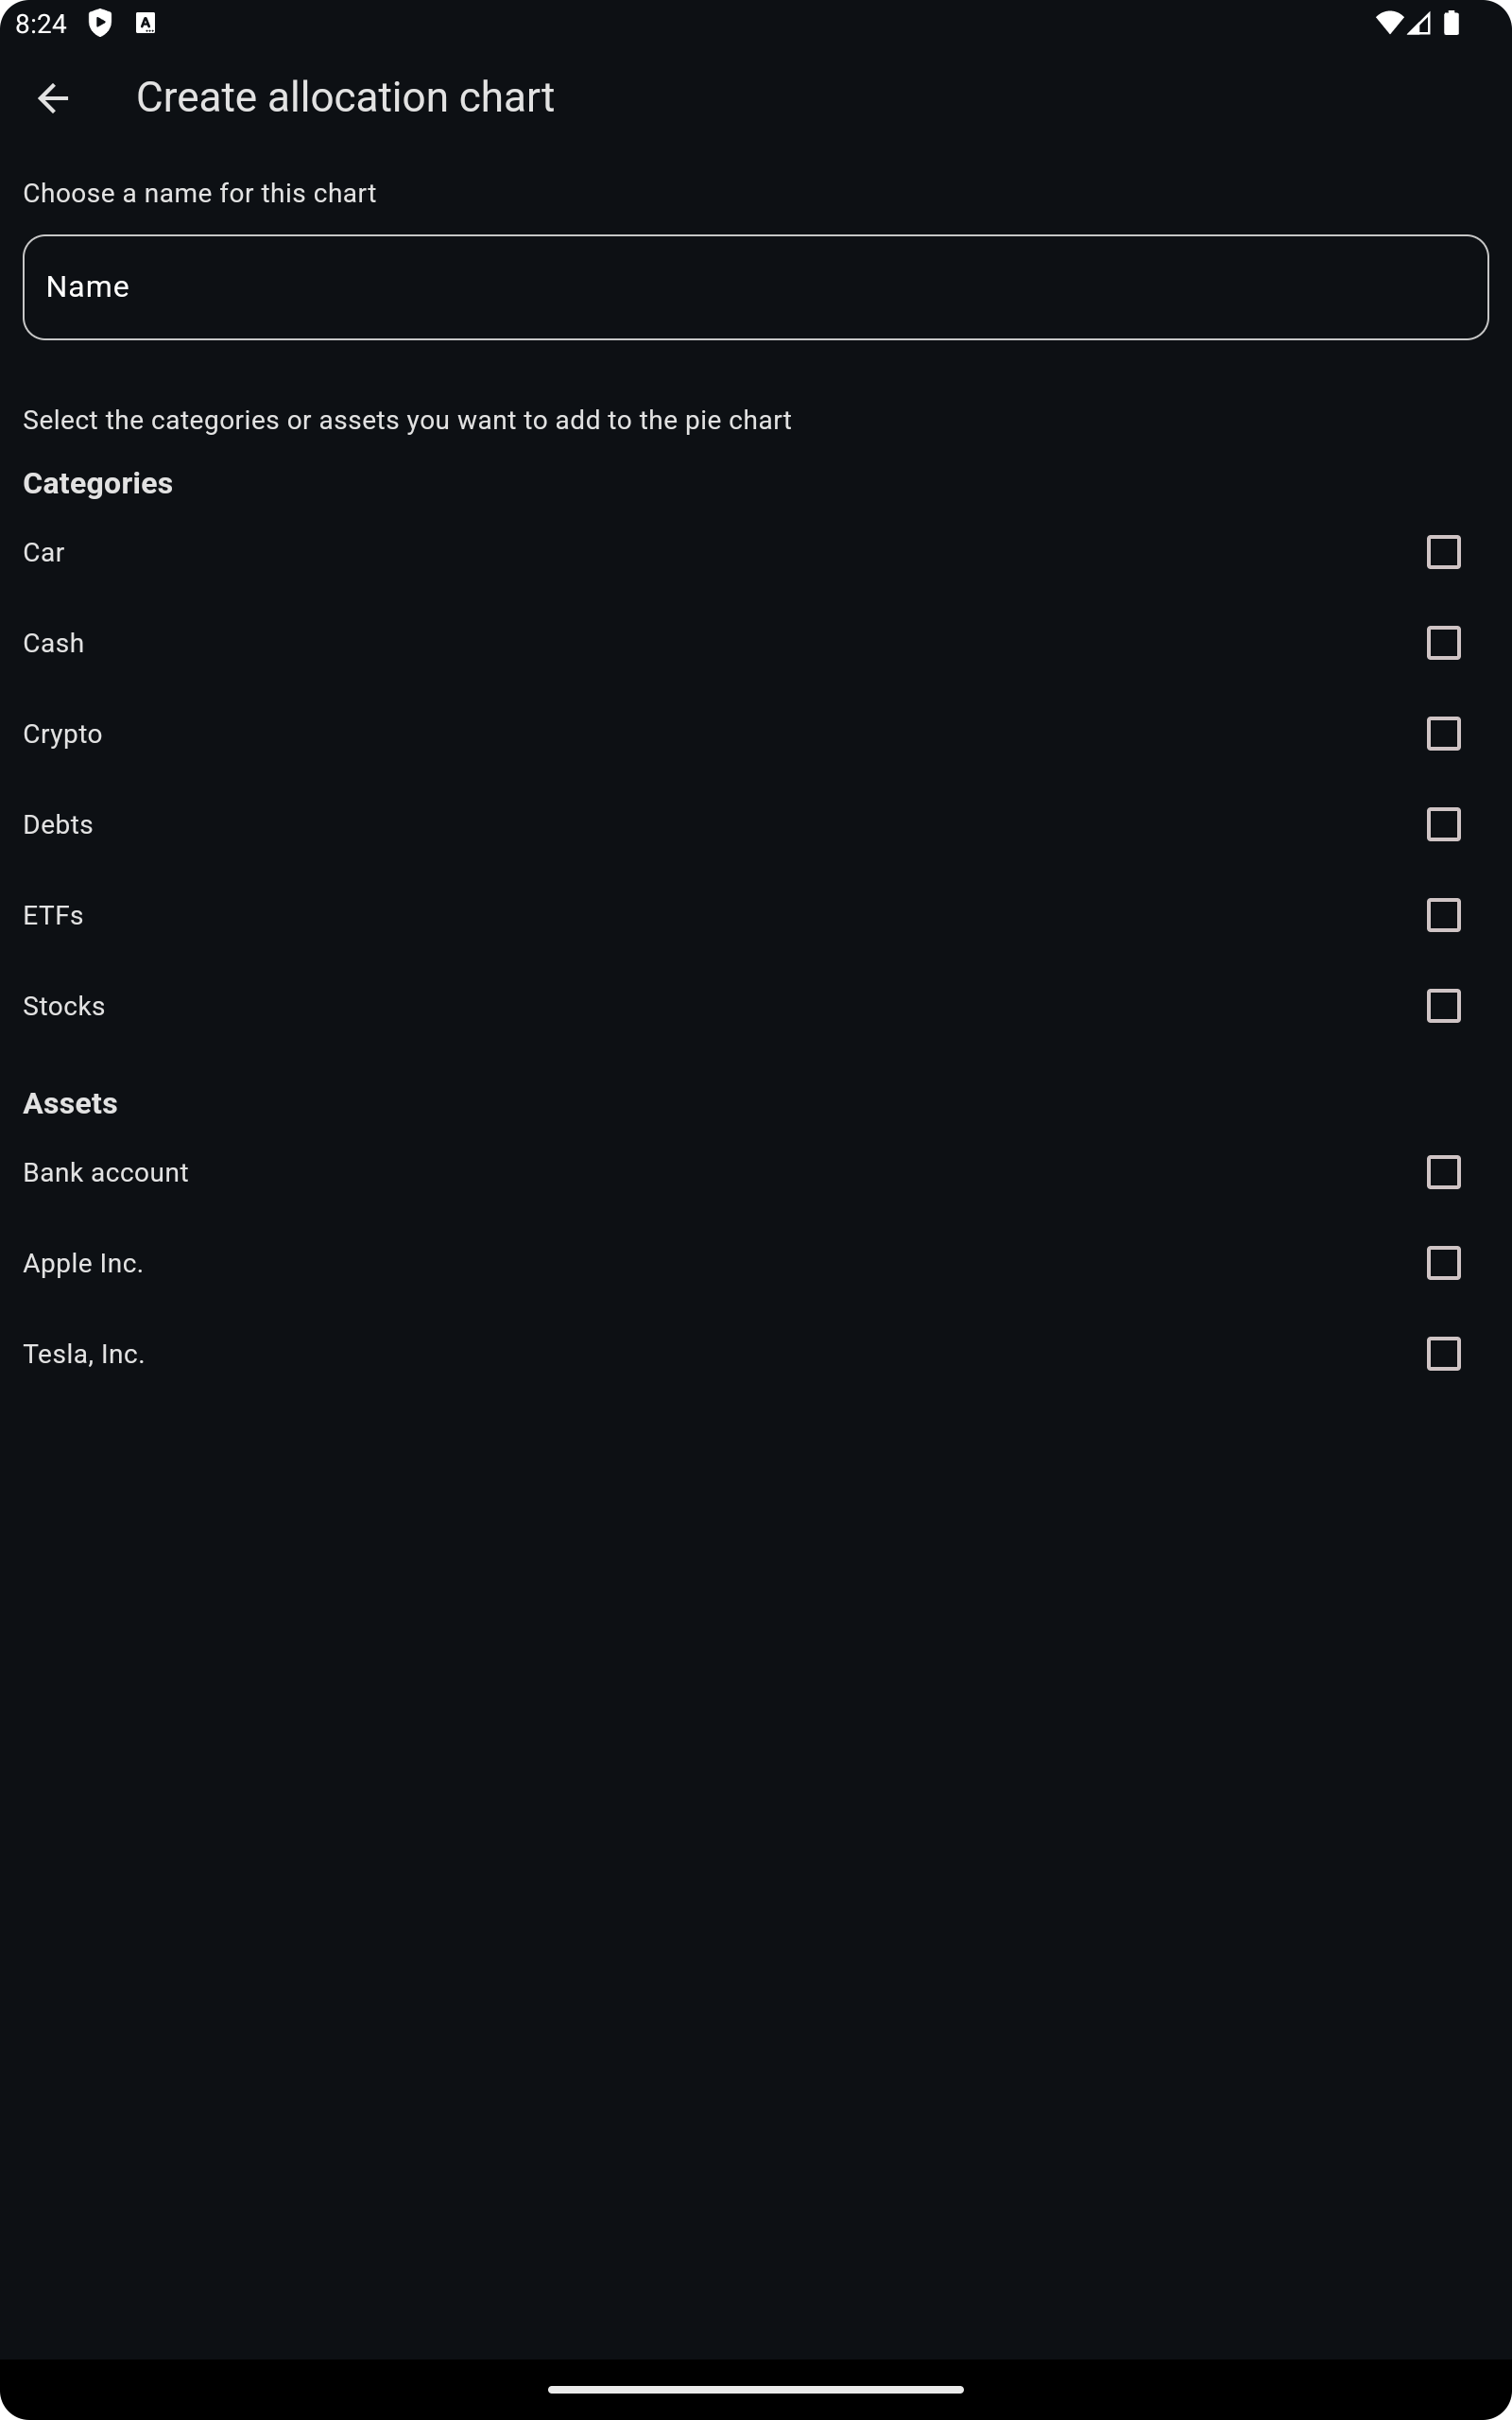 8:24
Create allocation chart
Choose a name for this chart
Name
Select the categories or assets you want to add to the pie chart
Categories
Car
Cash
Crypto
Debts
ETFs
Stocks
Assets
Bank account
Apple Inc.
Tesla, Inc.